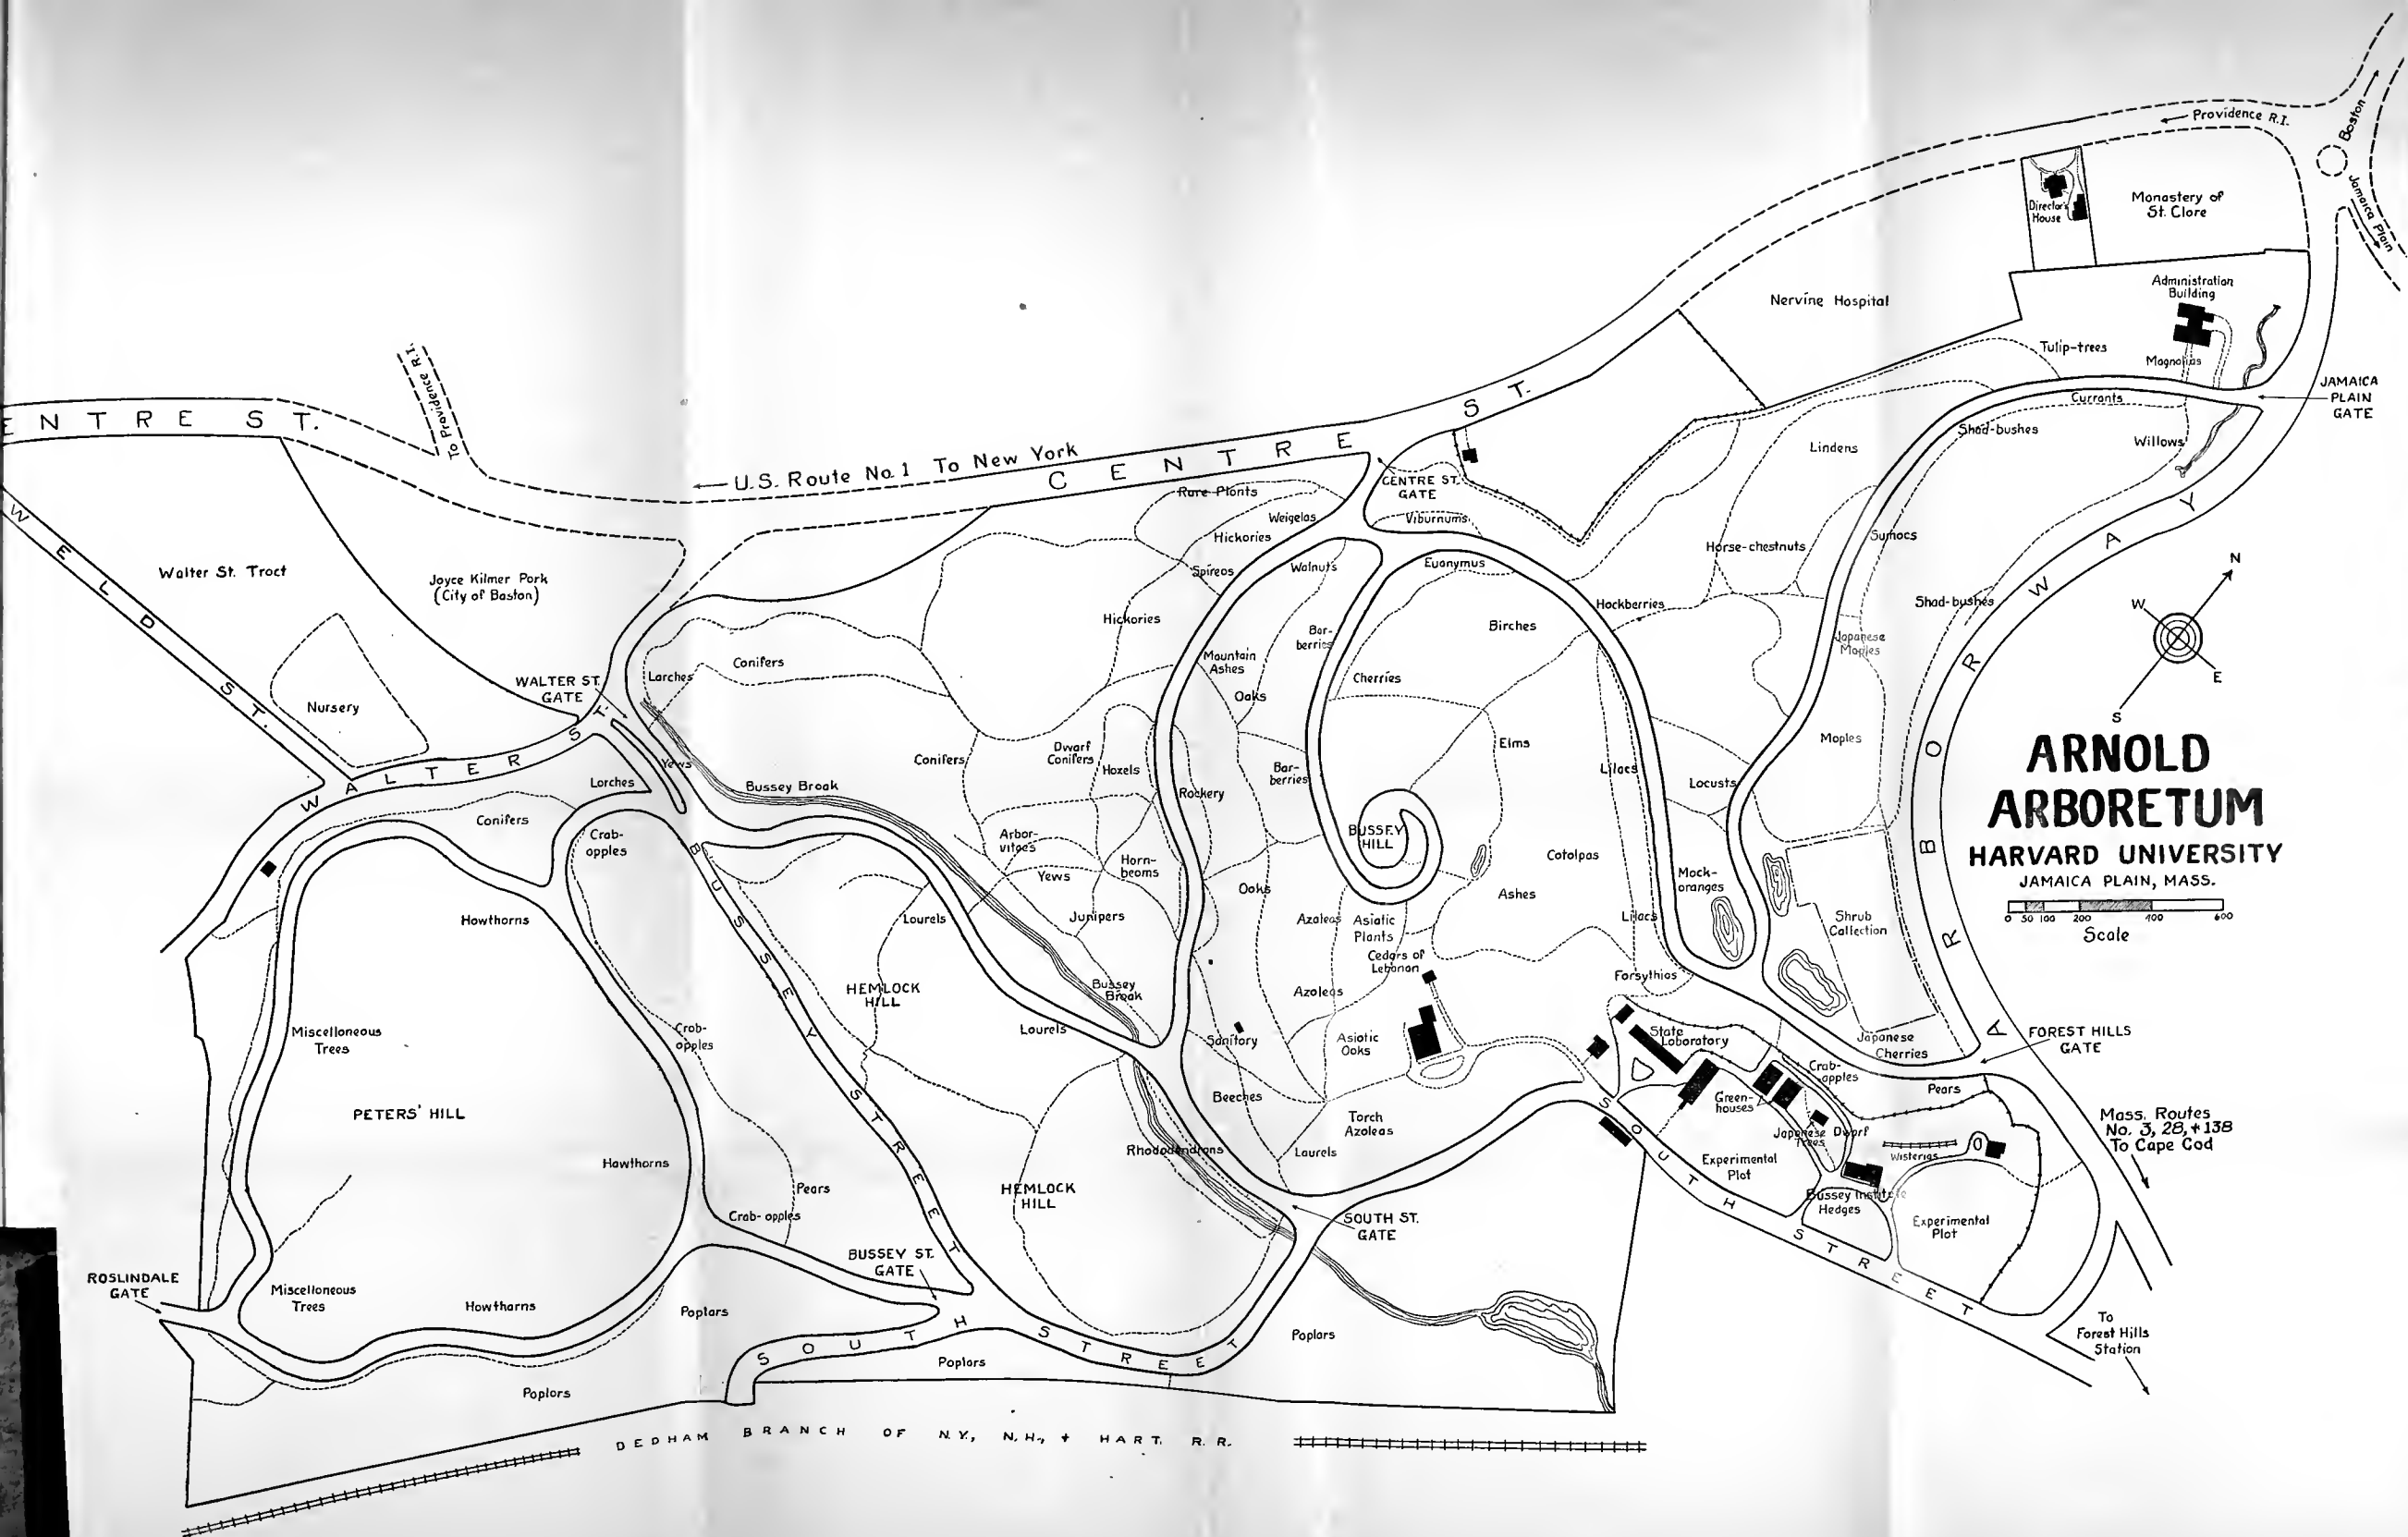 Providence R.I.
Boston
Jamaica Plain
Director's
House
Monastery of
St. Clare
Nervine Hospital
Administration
Building
Tulip-trees
Magnolias
JAMAICA
PLAIN
GATE
Currants
Shad-bushes
Willows
Lindens
To Providence R.I.
CENTRE ST.
ENTRE ST.
U.S. Route No. 1 To New York
CENTRE ST.
GATE
Rare Plants
Weigelas
Viburnums
Hickories
Horse-chestnuts
Sumacs
ARBORWAY
WELD ST.
Walter St. Tract
Joyce Kilmer Park
(City of Boston)
Spireas
Walnuts
Euonymus
Hackberries
Shad-bushes
N
W
E
S
Hickories
Bar-
berries
Birches
Japanese
Maples
Conifers
Larches
Mountain
Ashes
Cherries
WALTER ST.
GATE
Oaks
Nursery
WALTER ST.
Elms
Maples
Conifers
Dwarf
Conifers
Hazels
Bar-
berries
Lilacs
Locusts
ARNOLD
ARBORETUM
HARVARD UNIVERSITY
JAMAICA PLAIN, MASS.
0 50 100 200 400 600
Scale
Yews
Larches
Bussey Brook
Rockery
Conifers
Crab-
apples
Arbor-
vitaes
BUSSEY
HILL
Catalpas
Yews
Horn-
beams
Oaks
Ashes
Mock-
oranges
Hawthorns
Laurels
Junipers
Azaleas
Asiatic
Plants
Lilacs
Shrub
Collection
Cedars of
Lebanon
BUSSEY STREET
HEMLOCK
HILL
Bussey
Brook
Azaleas
Forsythias
Miscellaneous
Trees
Crab-
apples
Laurels
Sanitary
Asiatic
Oaks
State
Laboratory
Japanese
Cherries
FOREST HILLS
GATE
Crab-
apples
Pears
PETERS' HILL
Beeches
Torch
Azaleas
Green-
houses
Mass. Routes
No. 3, 28, + 138
To Cape Cod
Japanese Dwarf
Trees
Wisterias
Rhododendrons
Laurels
Experimental
Plot
Hawthorns
Pears
HEMLOCK
HILL
Bussey Institute
Hedges
Crab-apples
SOUTH ST.
GATE
Experimental
Plot
SOUTH STREET
BUSSEY ST.
GATE
ROSLINDALE
GATE
Miscellaneous
Trees
Hawthorns
Poplars
SOUTH STREET
Poplars
To
Forest Hills
Station
Poplars
Poplars
DEDHAM BRANCH OF N.Y., N.H., + HART. R.R.